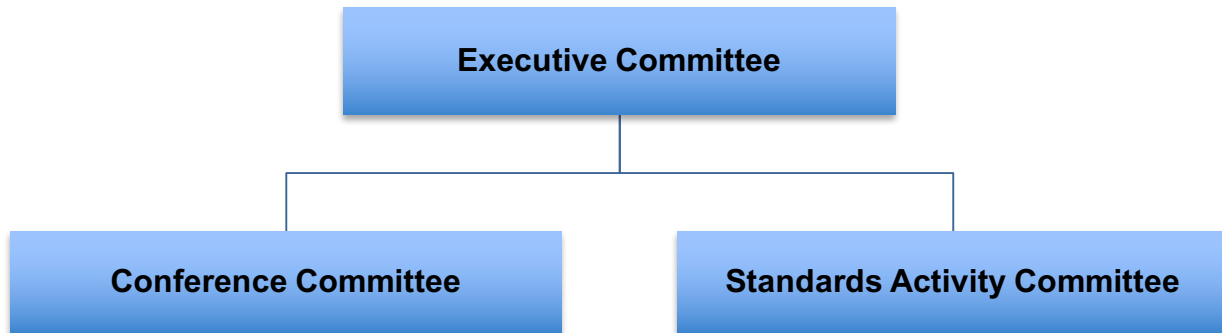 Executive Committee
Conference Committee
Standards Activity Committee